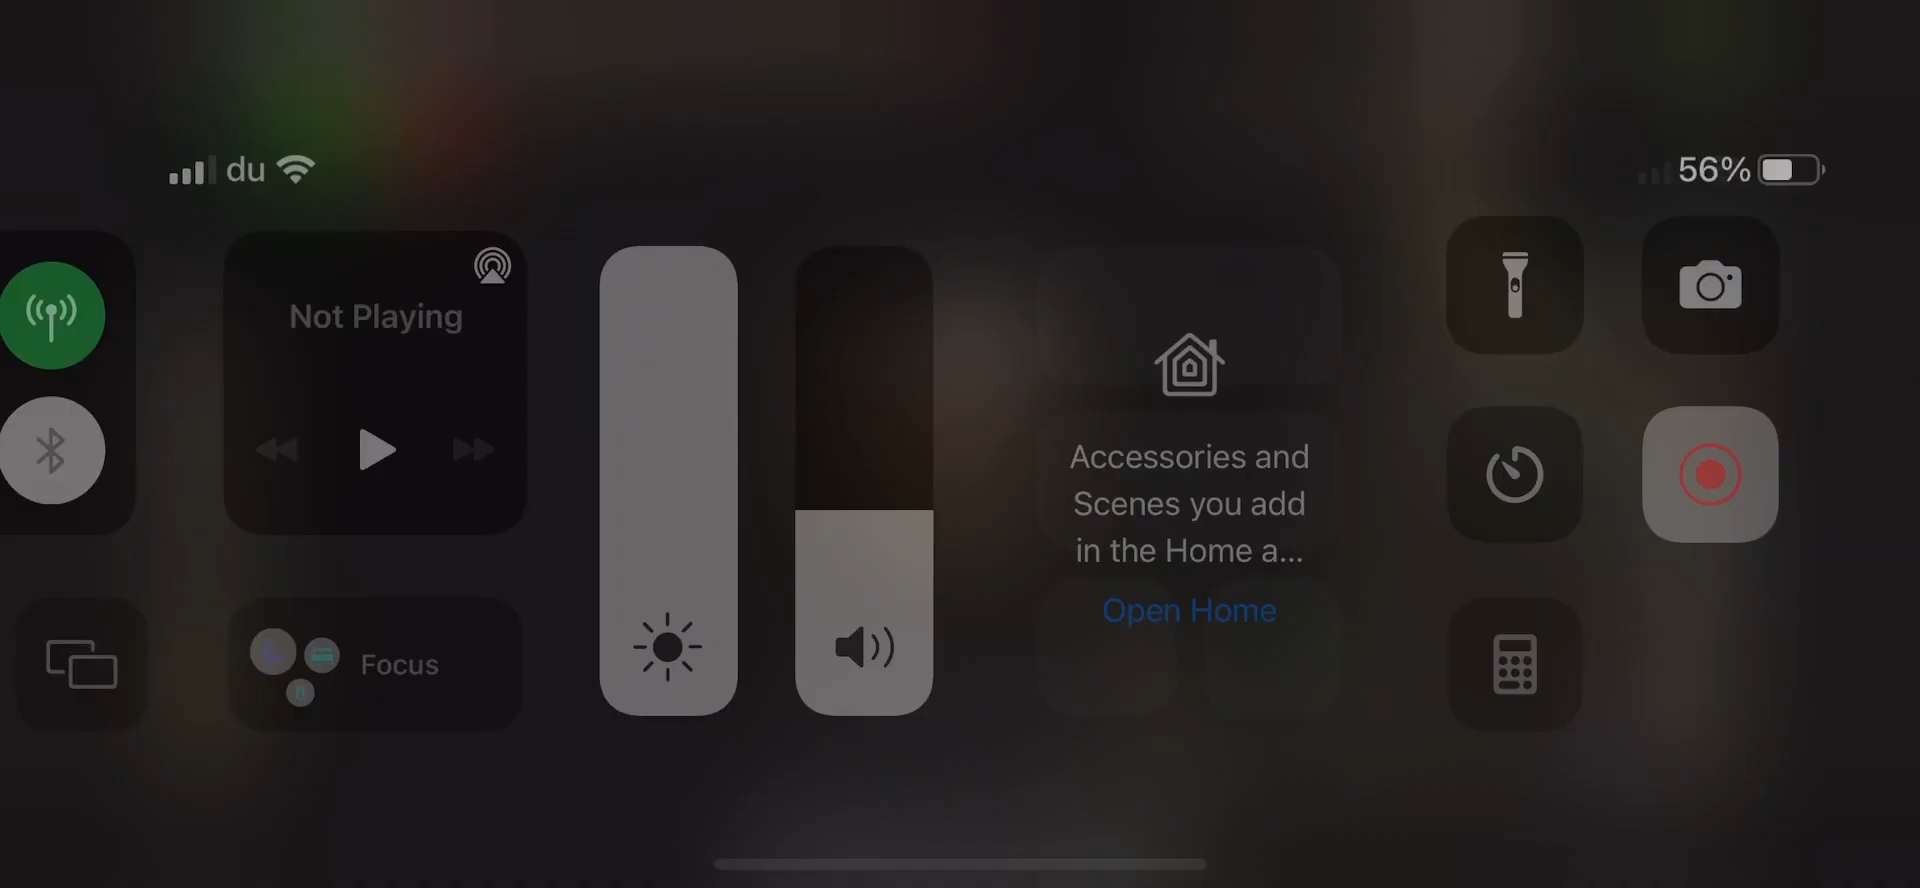 du
56%
Not Playing
Accessories and
Scenes you add
in the Home a...
Open Home
Focus